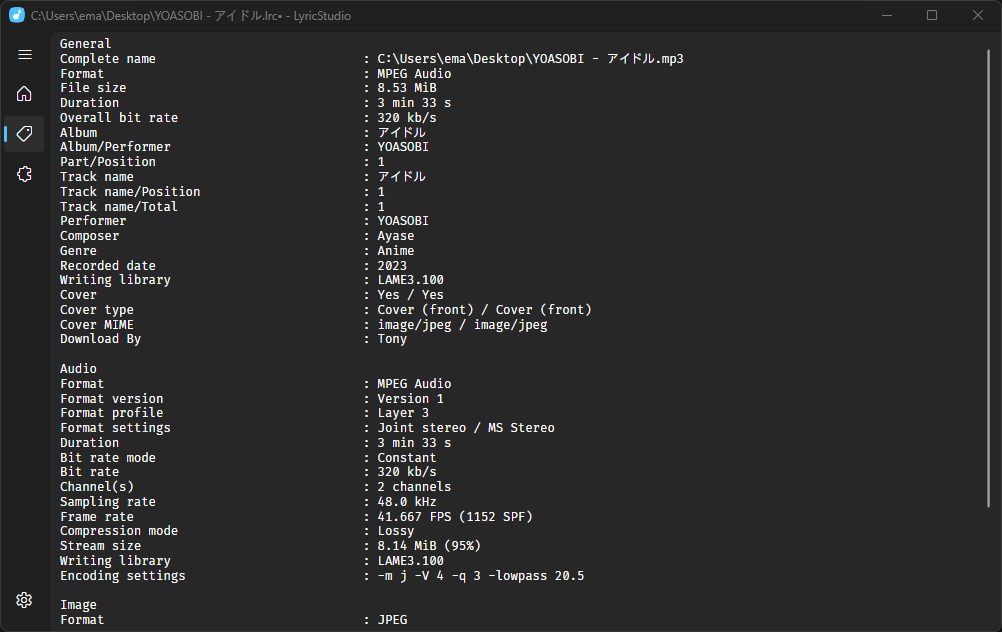 C:\Users\ema\Desktop\YOASOBI - アイドル.lrc• - LyricStudio
General
Complete name : C:\Users\ema\Desktop\YOASOBI - アイドル.mp3
Format : MPEG Audio
File size : 8.53 MiB
Duration : 3 min 33 s
Overall bit rate : 320 kb/s
Album : アイドル
Album/Performer : YOASOBI
Part/Position : 1
Track name : アイドル
Track name/Position : 1
Track name/Total : 1
Performer : YOASOBI
Composer : Ayase
Genre : Anime
Recorded date : 2023
Writing library : LAME3.100
Cover : Yes / Yes
Cover type : Cover (front) / Cover (front)
Cover MIME : image/jpeg / image/jpeg
Download By : Tony
Audio
Format : MPEG Audio
Format version : Version 1
Format profile : Layer 3
Format settings : Joint stereo / MS Stereo
Duration : 3 min 33 s
Bit rate mode : Constant
Bit rate : 320 kb/s
Channel(s) : 2 channels
Sampling rate : 48.0 kHz
Frame rate : 41.667 FPS (1152 SPF)
Compression mode : Lossy
Stream size : 8.14 MiB (95%)
Writing library : LAME3.100
Encoding settings : -m j -V 4 -q 3 -lowpass 20.5
Image
Format : JPEG